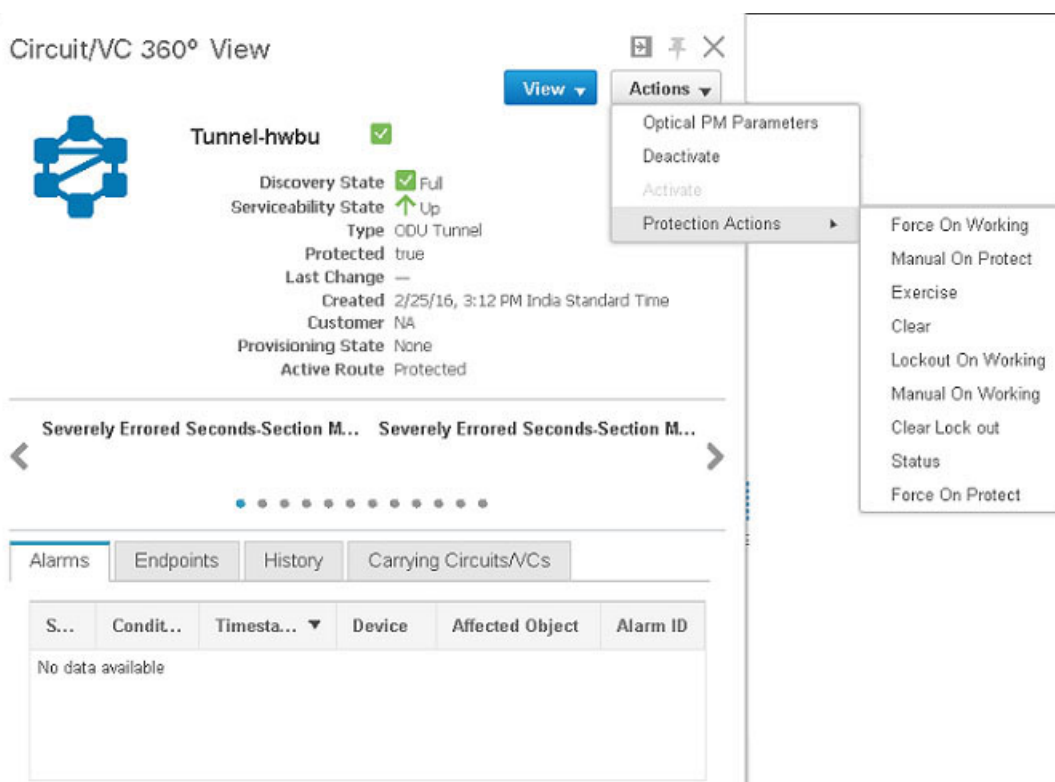 Circuit/VC 360° View
View
Actions
Optical PM Parameters
Deactivate
Activate
Protection Actions
Force On Working
Manual On Protect
Exercise
Clear
Lockout On Working
Manual On Working
Clear Lock out
Status
Force On Protect
Tunnel-hwbu
Discovery State Full
Serviceability State Up
Type ODU Tunnel
Protected true
Last Change —
Created 2/25/16, 3:12 PM India Standard Time
Customer NA
Provisioning State None
Active Route Protected
Severely Errored Seconds-Section M... Severely Errored Seconds-Section M...
Alarms Endpoints History Carrying Circuits/VCs
S... Condit... Timesta... Device Affected Object Alarm ID
No data available